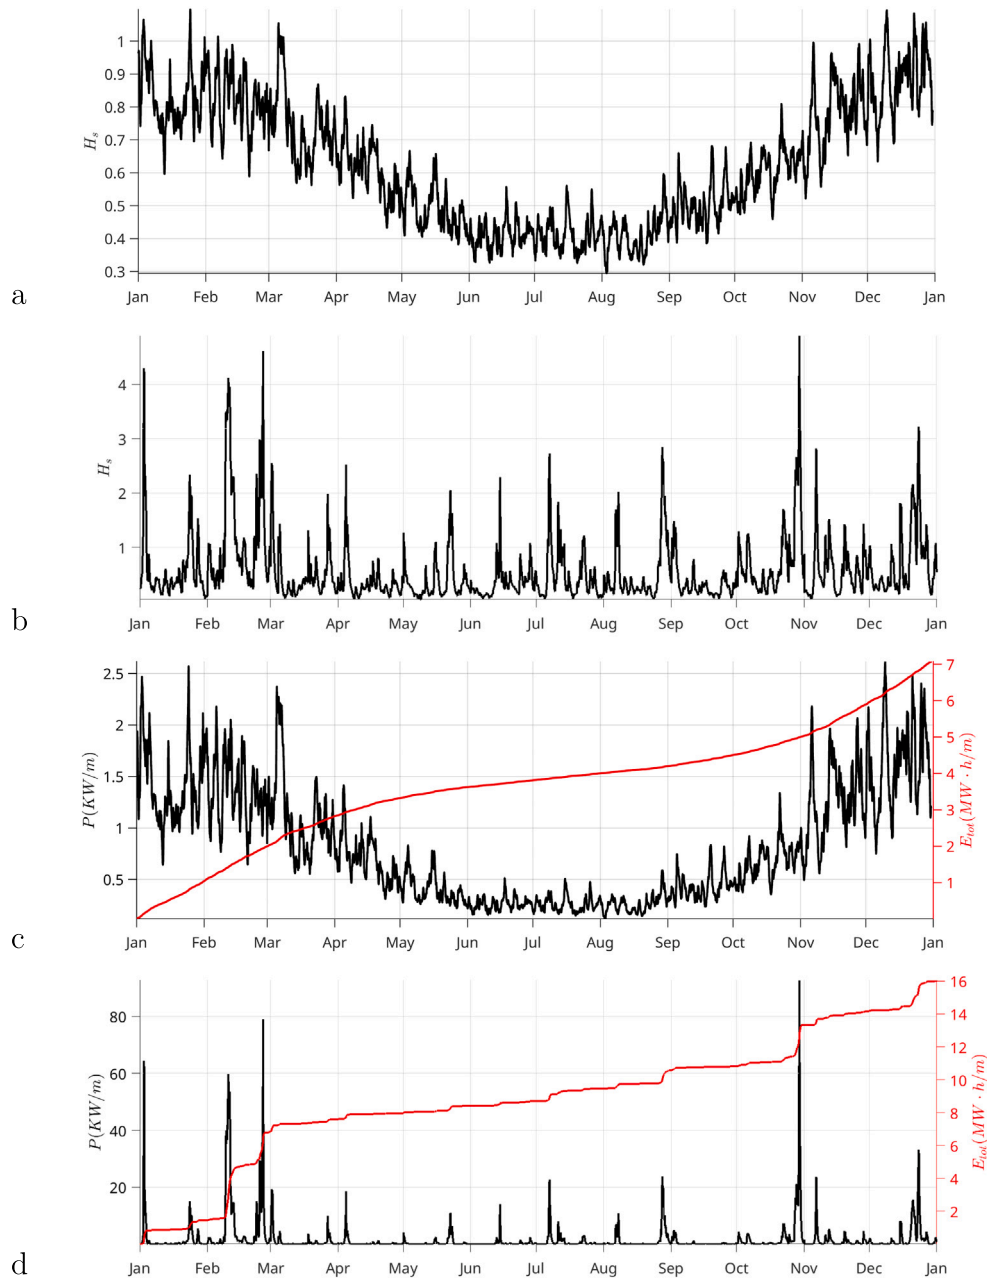 1
0.9
0.8
0.7
0.6
0.5
0.4
0.3
H_s
Jan Feb Mar Apr May Jun Jul Aug Sep Oct Nov Dec Jan
a
4
3
2
1
H_s
Jan Feb Mar Apr May Jun Jul Aug Sep Oct Nov Dec Jan
b
2.5
2
1.5
1
0.5
P(KW/m)
7
6
5
4
3
2
1
E_tot(MW · h/m)
Jan Feb Mar Apr May Jun Jul Aug Sep Oct Nov Dec Jan
c
80
60
40
20
P(KW/m)
16
14
12
10
8
6
4
2
E_tot(MW · h/m)
Jan Feb Mar Apr May Jun Jul Aug Sep Oct Nov Dec Jan
d